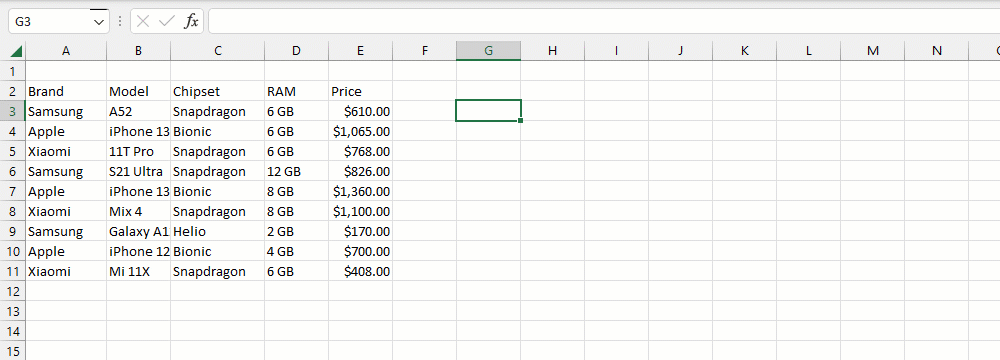 G3 fx
A B C D E F G H I J K L M N
1
2 Brand Model Chipset RAM Price
3 Samsung A52 Snapdragon 6 GB $610.00
4 Apple iPhone 13 Bionic 6 GB $1,065.00
5 Xiaomi 11T Pro Snapdragon 6 GB $768.00
6 Samsung S21 Ultra Snapdragon 12 GB $826.00
7 Apple iPhone 13 Bionic 8 GB $1,360.00
8 Xiaomi Mix 4 Snapdragon 8 GB $1,100.00
9 Samsung Galaxy A1 Helio 2 GB $170.00
10 Apple iPhone 12 Bionic 4 GB $700.00
11 Xiaomi Mi 11X Snapdragon 6 GB $408.00
12
13
14
15